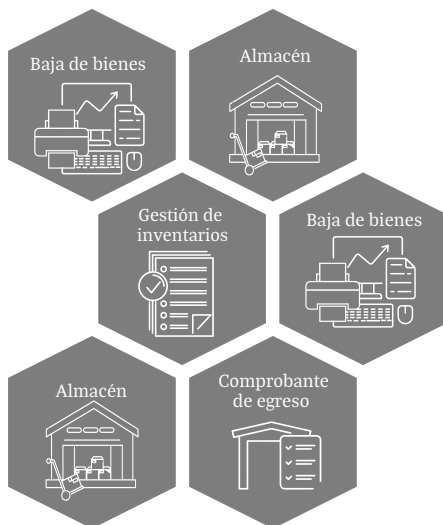 Baja de bienes
Almacén
Gestión de
inventarios
Baja de bienes
Almacén
Comprobante
de egreso